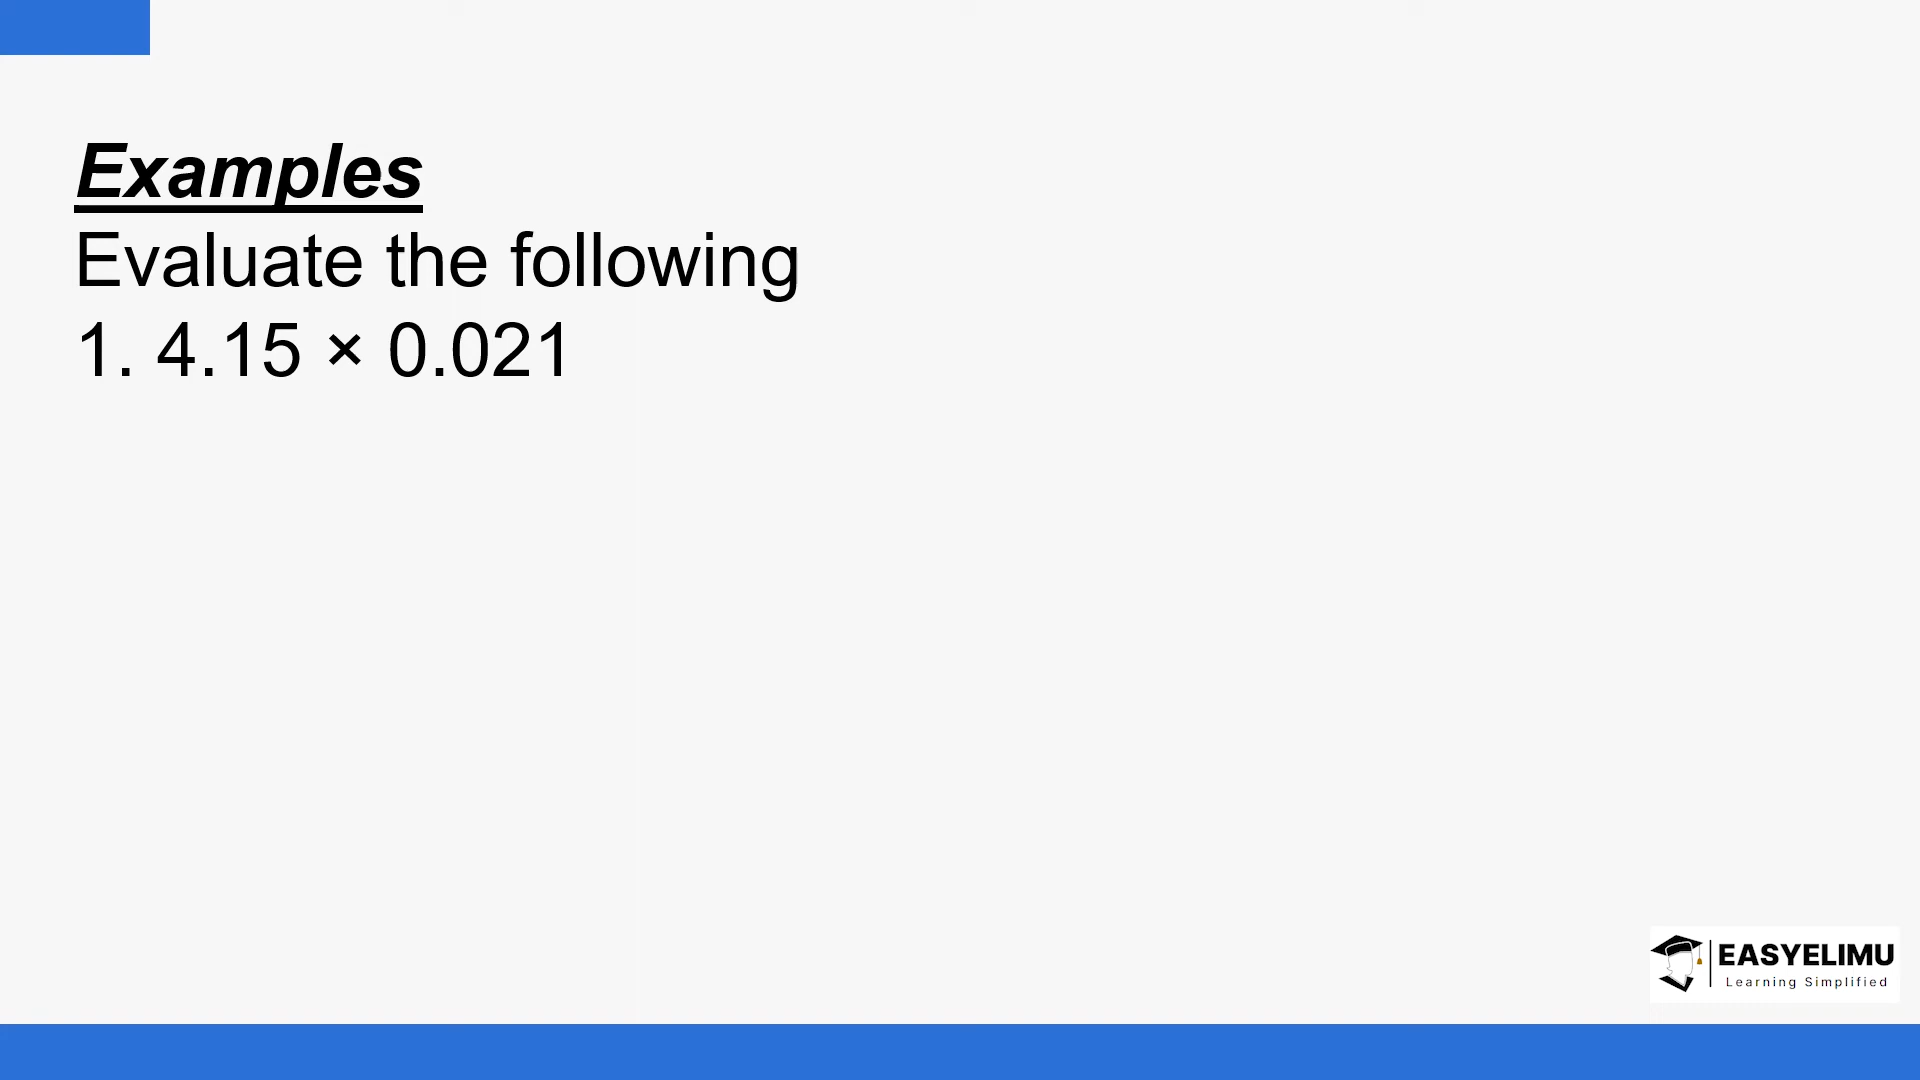 Examples
Evaluate the following
1. 4.15 × 0.021
EASYELIMU
Learning Simplified